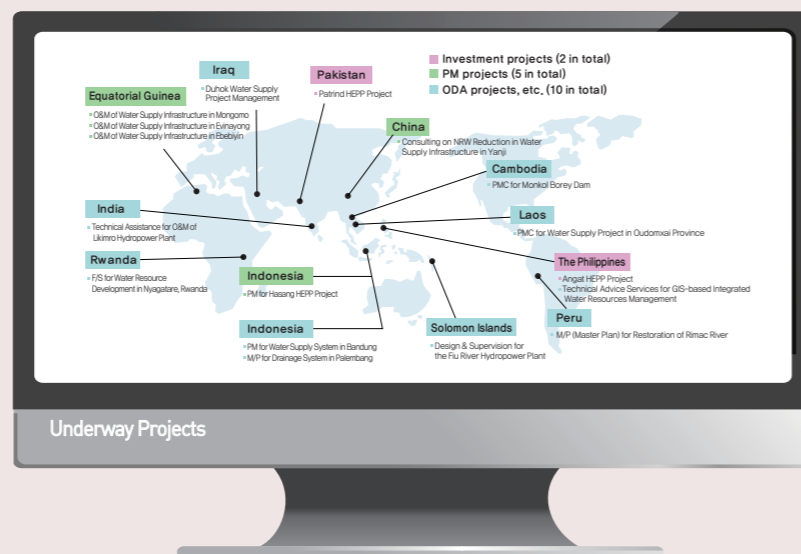 Investment projects (2 in total)
PM projects (5 in total)
ODA projects, etc. (10 in total)
Iraq
Duhok Water Supply
Project Management
Pakistan
Patrind HEPP Project
Equatorial Guinea
O&M of Water Supply Infrastructure in Mongomo
O&M of Water Supply Infrastructure in Evinayong
O&M of Water Supply Infrastructure in Ebebiyin
China
Consulting on NRW Reduction in Water
Supply Infrastructure in Yanji
Cambodia
PMC for Monkol Borey Dam
India
Technical Assistance for O&M of
Likimro Hydropower Plant
Laos
PMC for Water Supply Project in Oudomxai Province
Rwanda
F/S for Water Resource
Development in Nyagatare, Rwanda
Indonesia
PM for Hasang HEPP Project
The Philippines
Angat HEPP Project
Technical Advice Services for GIS-based Integrated
Water Resources Management
Indonesia
PM for Water Supply System in Bandung
M/P for Drainage System in Palembang
Solomon Islands
Design & Supervision for
the Fiu River Hydropower Plant
Peru
M/P (Master Plan) for Restoration of Rimac River
Underway Projects